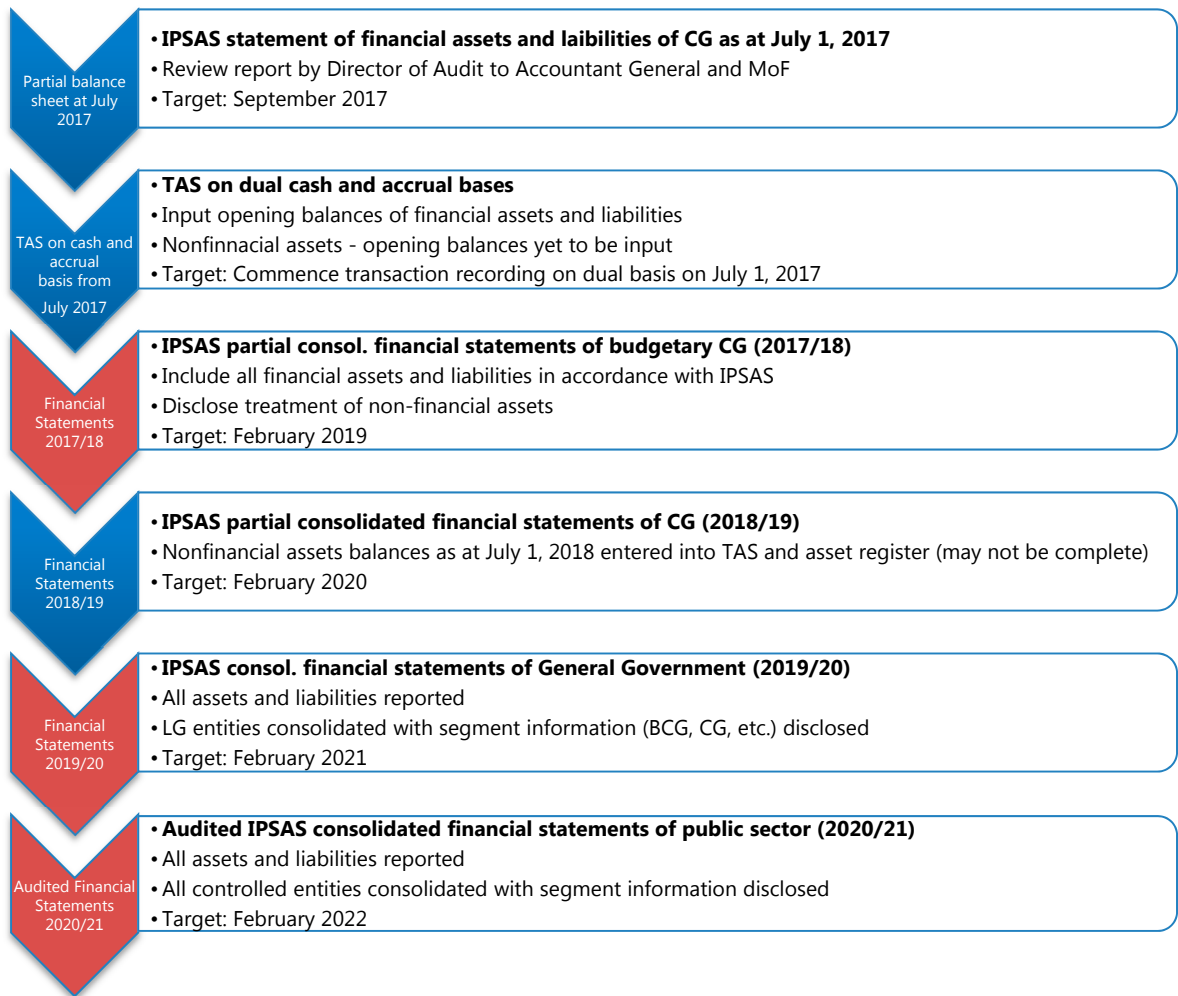 Partial balance
sheet at July
2017
• IPSAS statement of financial assets and laibilities of CG as at July 1, 2017
• Review report by Director of Audit to Accountant General and MoF
• Target: September 2017
TAS on cash and
accrual
basis from
July 2017
• TAS on dual cash and accrual bases
• Input opening balances of financial assets and liabilities
• Nonfinnacial assets - opening balances yet to be input
• Target: Commence transaction recording on dual basis on July 1, 2017
Financial
Statements
2017/18
• IPSAS partial consol. financial statements of budgetary CG (2017/18)
• Include all financial assets and liabilities in accordance with IPSAS
• Disclose treatment of non-financial assets
• Target: February 2019
Financial
Statements
2018/19
• IPSAS partial consolidated financial statements of CG (2018/19)
• Nonfinancial assets balances as at July 1, 2018 entered into TAS and asset register (may not be complete)
• Target: February 2020
Financial
Statements
2019/20
• IPSAS consol. financial statements of General Government (2019/20)
• All assets and liabilities reported
• LG entities consolidated with segment information (BCG, CG, etc.) disclosed
• Target: February 2021
Audited Financial
Statements
2020/21
• Audited IPSAS consolidated financial statements of public sector (2020/21)
• All assets and liabilities reported
• All controlled entities consolidated with segment information disclosed
• Target: February 2022